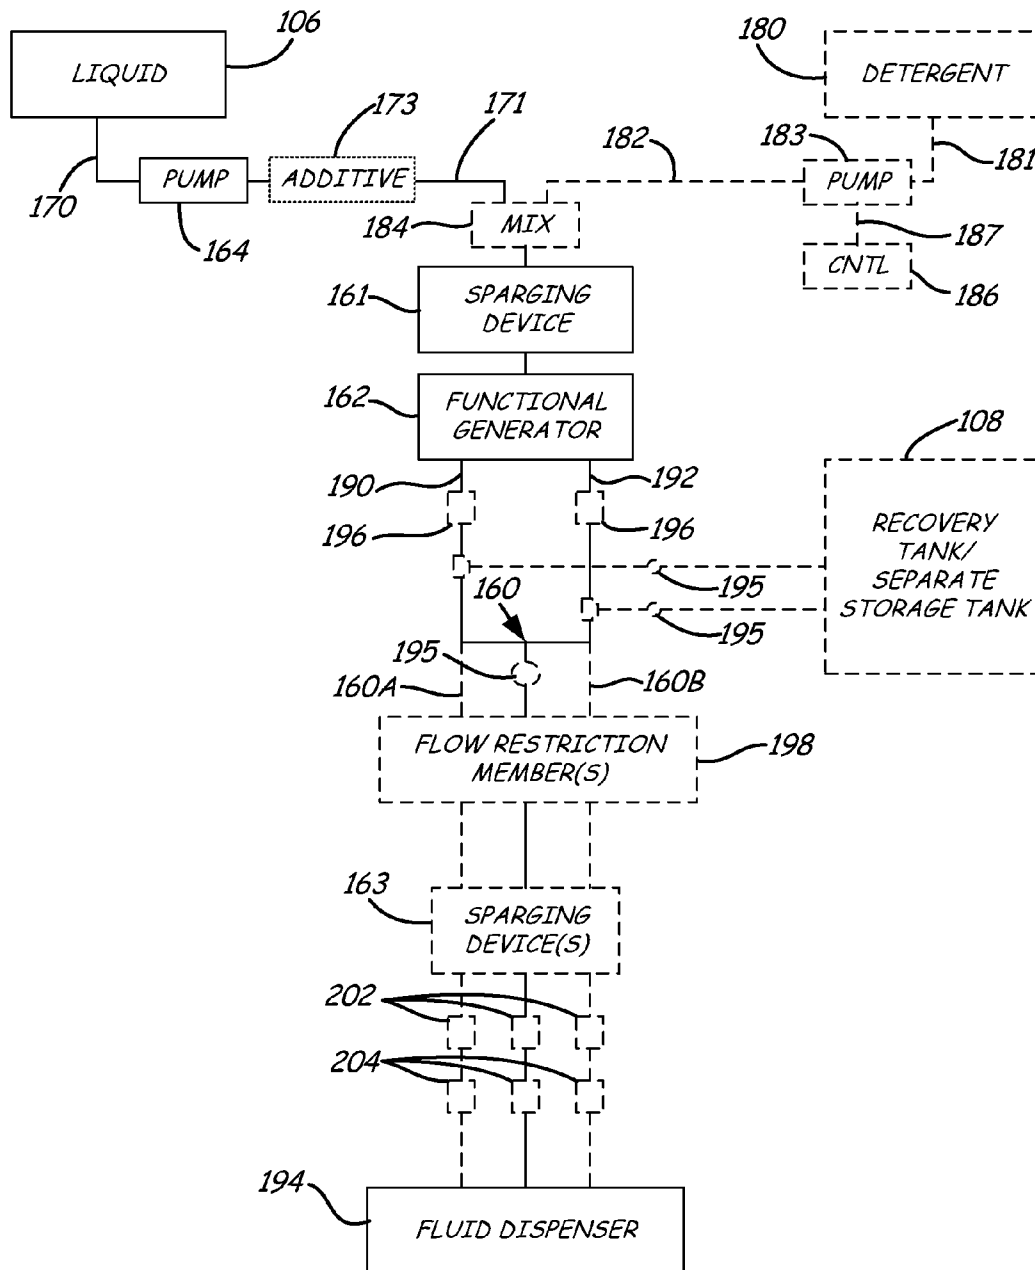 106
180
LIQUID
DETERGENT
173
171
182
183
181
PUMP
ADDITIVE
PUMP
170
184
MIX
187
164
CNTL
186
161
SPARGING
DEVICE
162
FUNCTIONAL
GENERATOR
108
190
192
196
196
RECOVERY
TANK/
SEPARATE
STORAGE TANK
195
160
195
195
160A
160B
FLOW RESTRICTION
MEMBER(S)
198
163
SPARGING
DEVICE(S)
202
204
194
FLUID DISPENSER